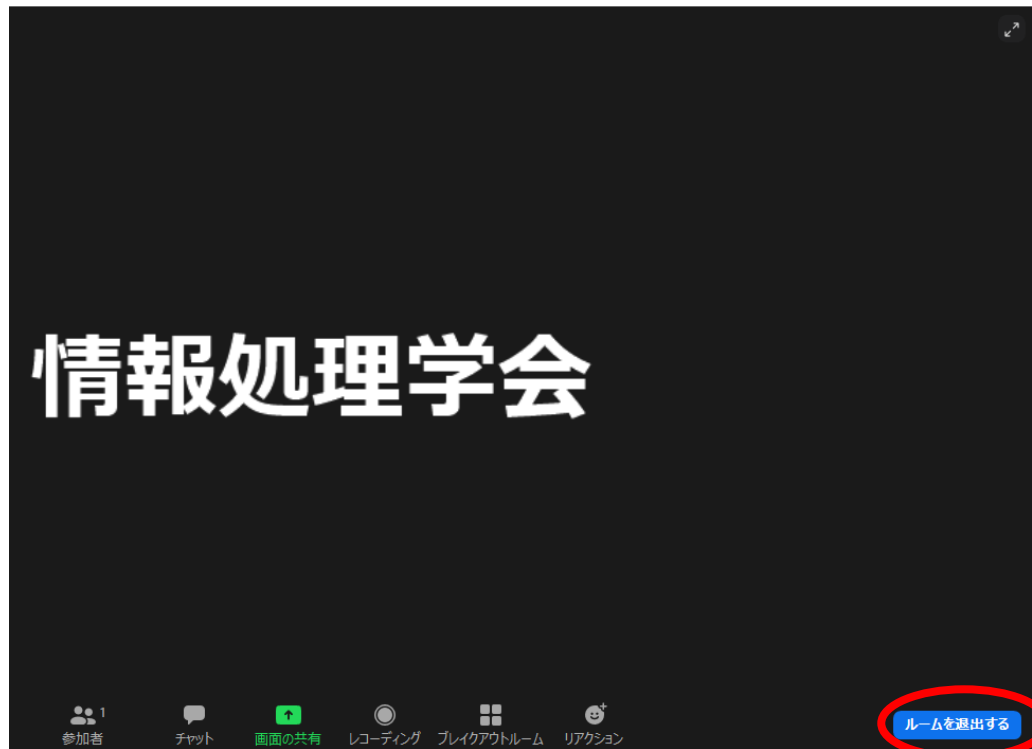 情報処理学会
1
参加者 チャット 画面の共有 レコーディング ブレイクアウトルーム リアクション ルームを退出する